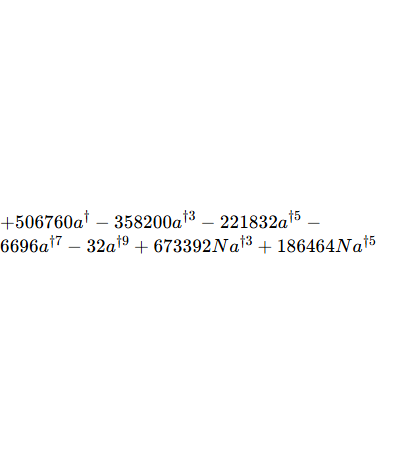 +506760a^{†} − 358200a^{†3} − 221832a^{†5} −
6696a^{†7} − 32a^{†9} + 673392Na^{†3} + 186464Na^{†5}